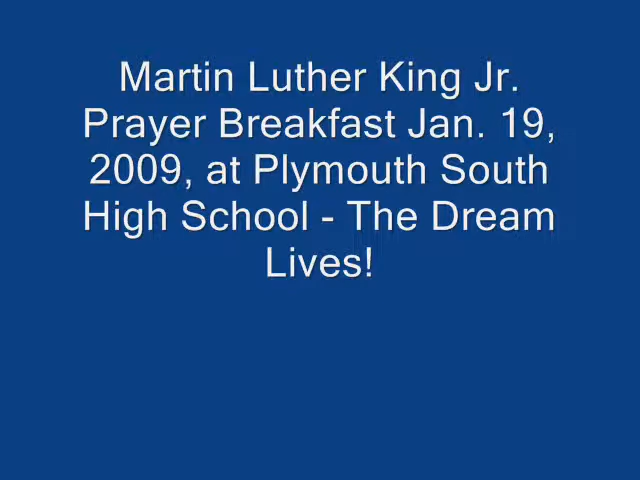 Martin Luther King Jr.
Prayer Breakfast Jan. 19,
2009, at Plymouth South
High School - The Dream
Lives!